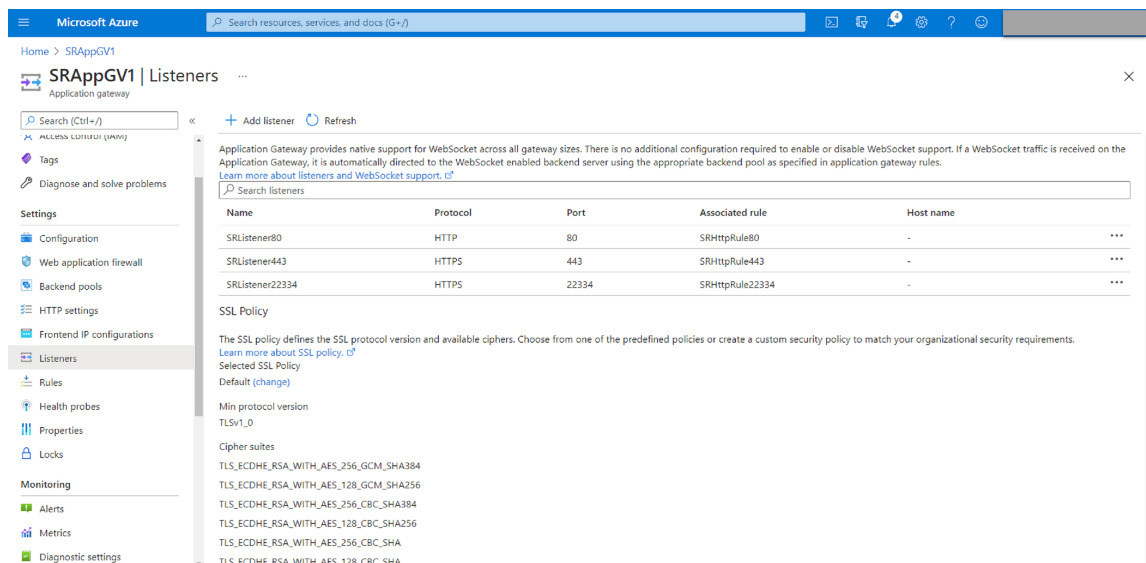 Microsoft Azure
Search resources, services, and docs (G+/)
4
Home > SRAppGV1
SRAppGV1 | Listeners ...
Application gateway
Search (Ctrl+/)
«
Add listener
Refresh
Access control (IAM)
Tags
Diagnose and solve problems
Settings
Configuration
Web application firewall
Backend pools
HTTP settings
Frontend IP configurations
Listeners
Rules
Health probes
Properties
Locks
Monitoring
Alerts
Metrics
Diagnostic settings
Application Gateway provides native support for WebSocket across all gateway sizes. There is no additional configuration required to enable or disable WebSocket support. If a WebSocket traffic is received on the
Application Gateway, it is automatically directed to the WebSocket enabled backend server using the appropriate backend pool as specified in application gateway rules.
Learn more about listeners and WebSocket support.
Search listeners
Name Protocol Port Associated rule Host name
SRListener80 HTTP 80 SRHttpRule80 - ...
SRListener443 HTTPS 443 SRHttpRule443 - ...
SRListener22334 HTTPS 22334 SRHttpRule22334 - ...
SSL Policy
The SSL policy defines the SSL protocol version and available ciphers. Choose from one of the predefined policies or create a custom security policy to match your organizational security requirements.
Learn more about SSL policy.
Selected SSL Policy
Default (change)
Min protocol version
TLSv1_0
Cipher suites
TLS_ECDHE_RSA_WITH_AES_256_GCM_SHA384
TLS_ECDHE_RSA_WITH_AES_128_GCM_SHA256
TLS_ECDHE_RSA_WITH_AES_256_CBC_SHA384
TLS_ECDHE_RSA_WITH_AES_128_CBC_SHA256
TLS_ECDHE_RSA_WITH_AES_256_CBC_SHA
TLS_ECDHE_RSA_WITH_AES_128_CBC_SHA